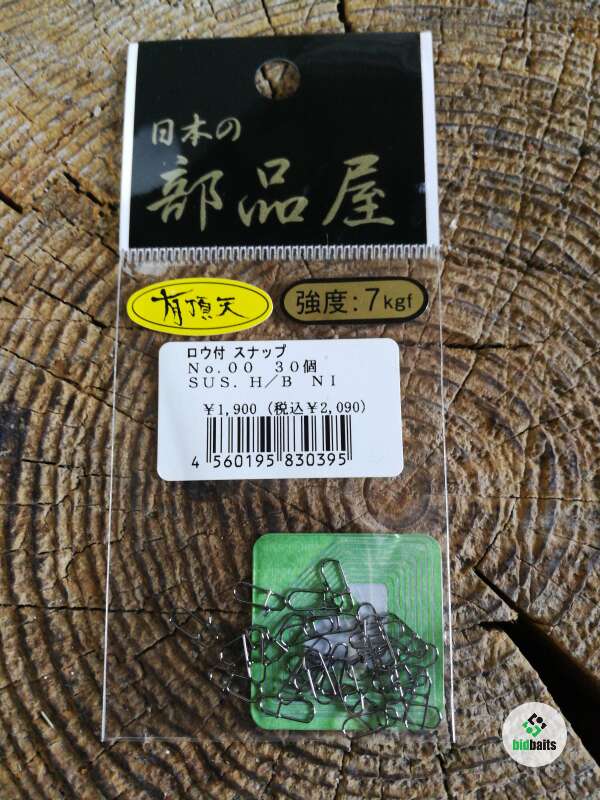 日本の
部品屋
有頂天
強度:7kgf
ロウ付 スナップ
No.00 30個
SUS. H/B NI
¥1,900 (税込¥2,090)
4 560195 830395
bidbaits